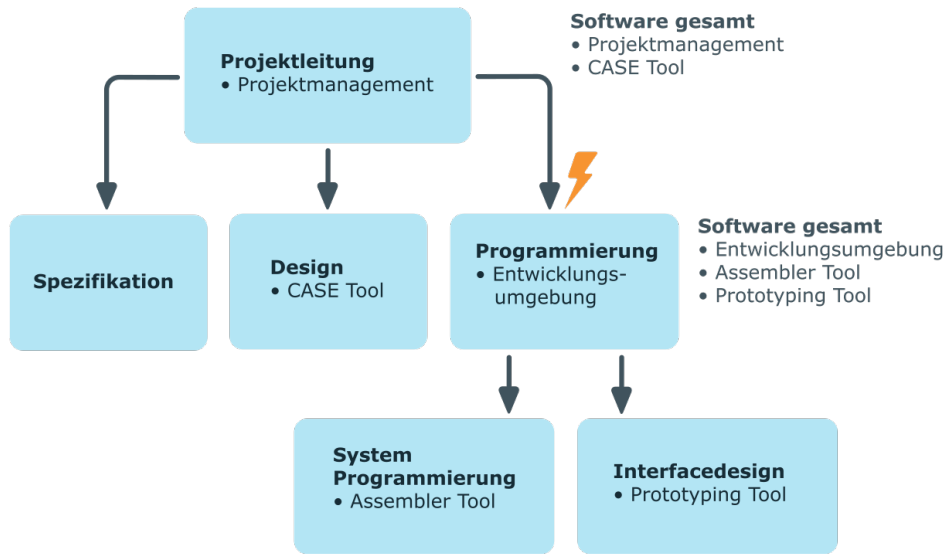 Projektleitung
• Projektmanagement
Software gesamt
• Projektmanagement
• CASE Tool
Spezifikation
Design
• CASE Tool
Programmierung
• Entwicklungs-
umgebung
Software gesamt
• Entwicklungsumgebung
• Assembler Tool
• Prototyping Tool
System
Programmierung
• Assembler Tool
Interfacedesign
• Prototyping Tool